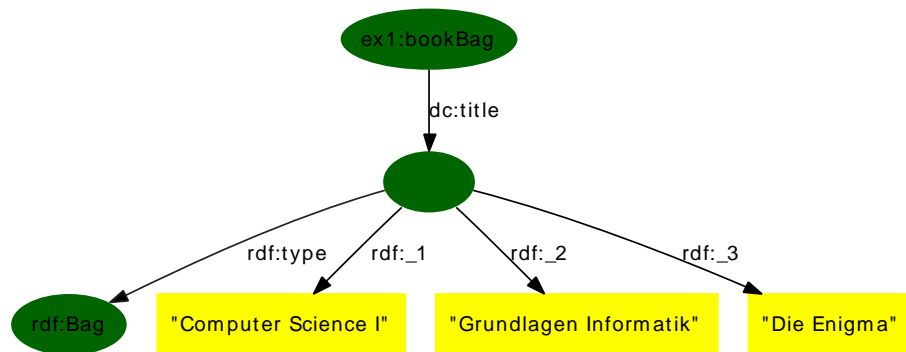 ex1:bookBag
dc:title
rdf:type
rdf:_1
rdf:_2
rdf:_3
rdf:Bag
"Computer Science I"
"Grundlagen Informatik"
"Die Enigma"